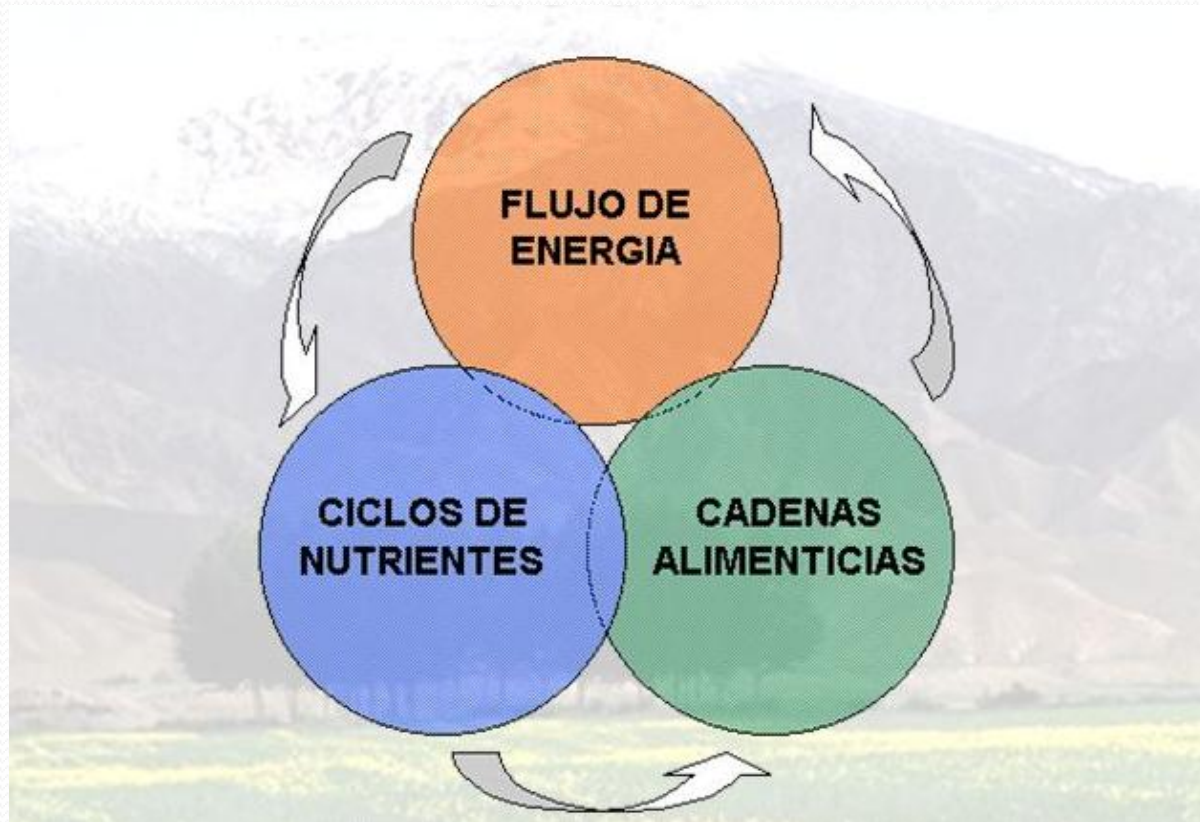 FLUJO DE
ENERGIA
CICLOS DE
NUTRIENTES
CADENAS
ALIMENTICIAS